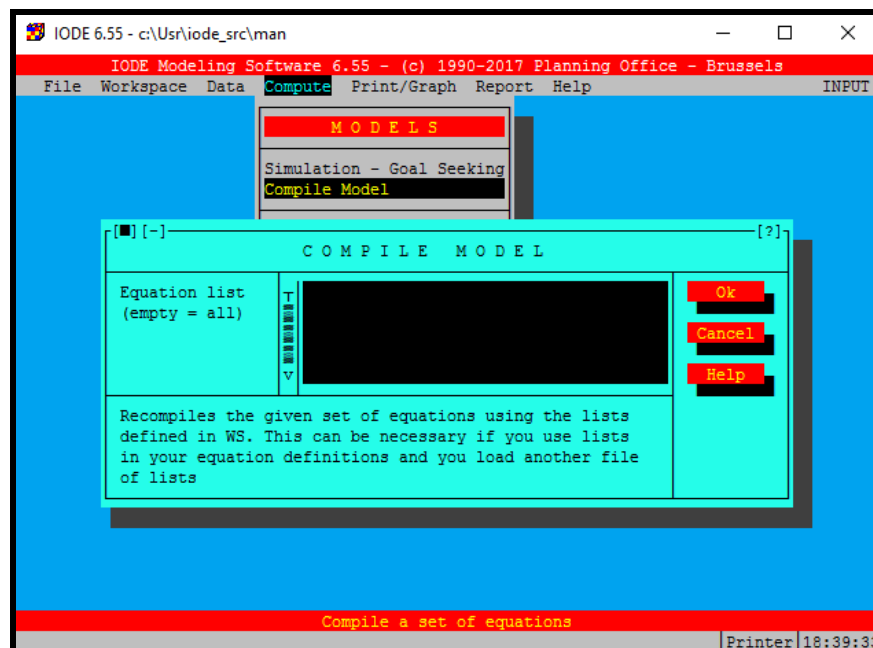 IODE 6.55 - c:\Usr\iode_src\man
IODE Modeling Software 6.55 - (c) 1990-2017 Planning Office - Brussels
File Workspace Data Compute Print/Graph Report Help INPUT
M O D E L S
Simulation - Goal Seeking
Compile Model
[■][-] [?]
C O M P I L E M O D E L
Equation list
(empty = all)
Ok
Cancel
Help
Recompiles the given set of equations using the lists
defined in WS. This can be necessary if you use lists
in your equation definitions and you load another file
of lists
Compile a set of equations
Printer 18:39:33